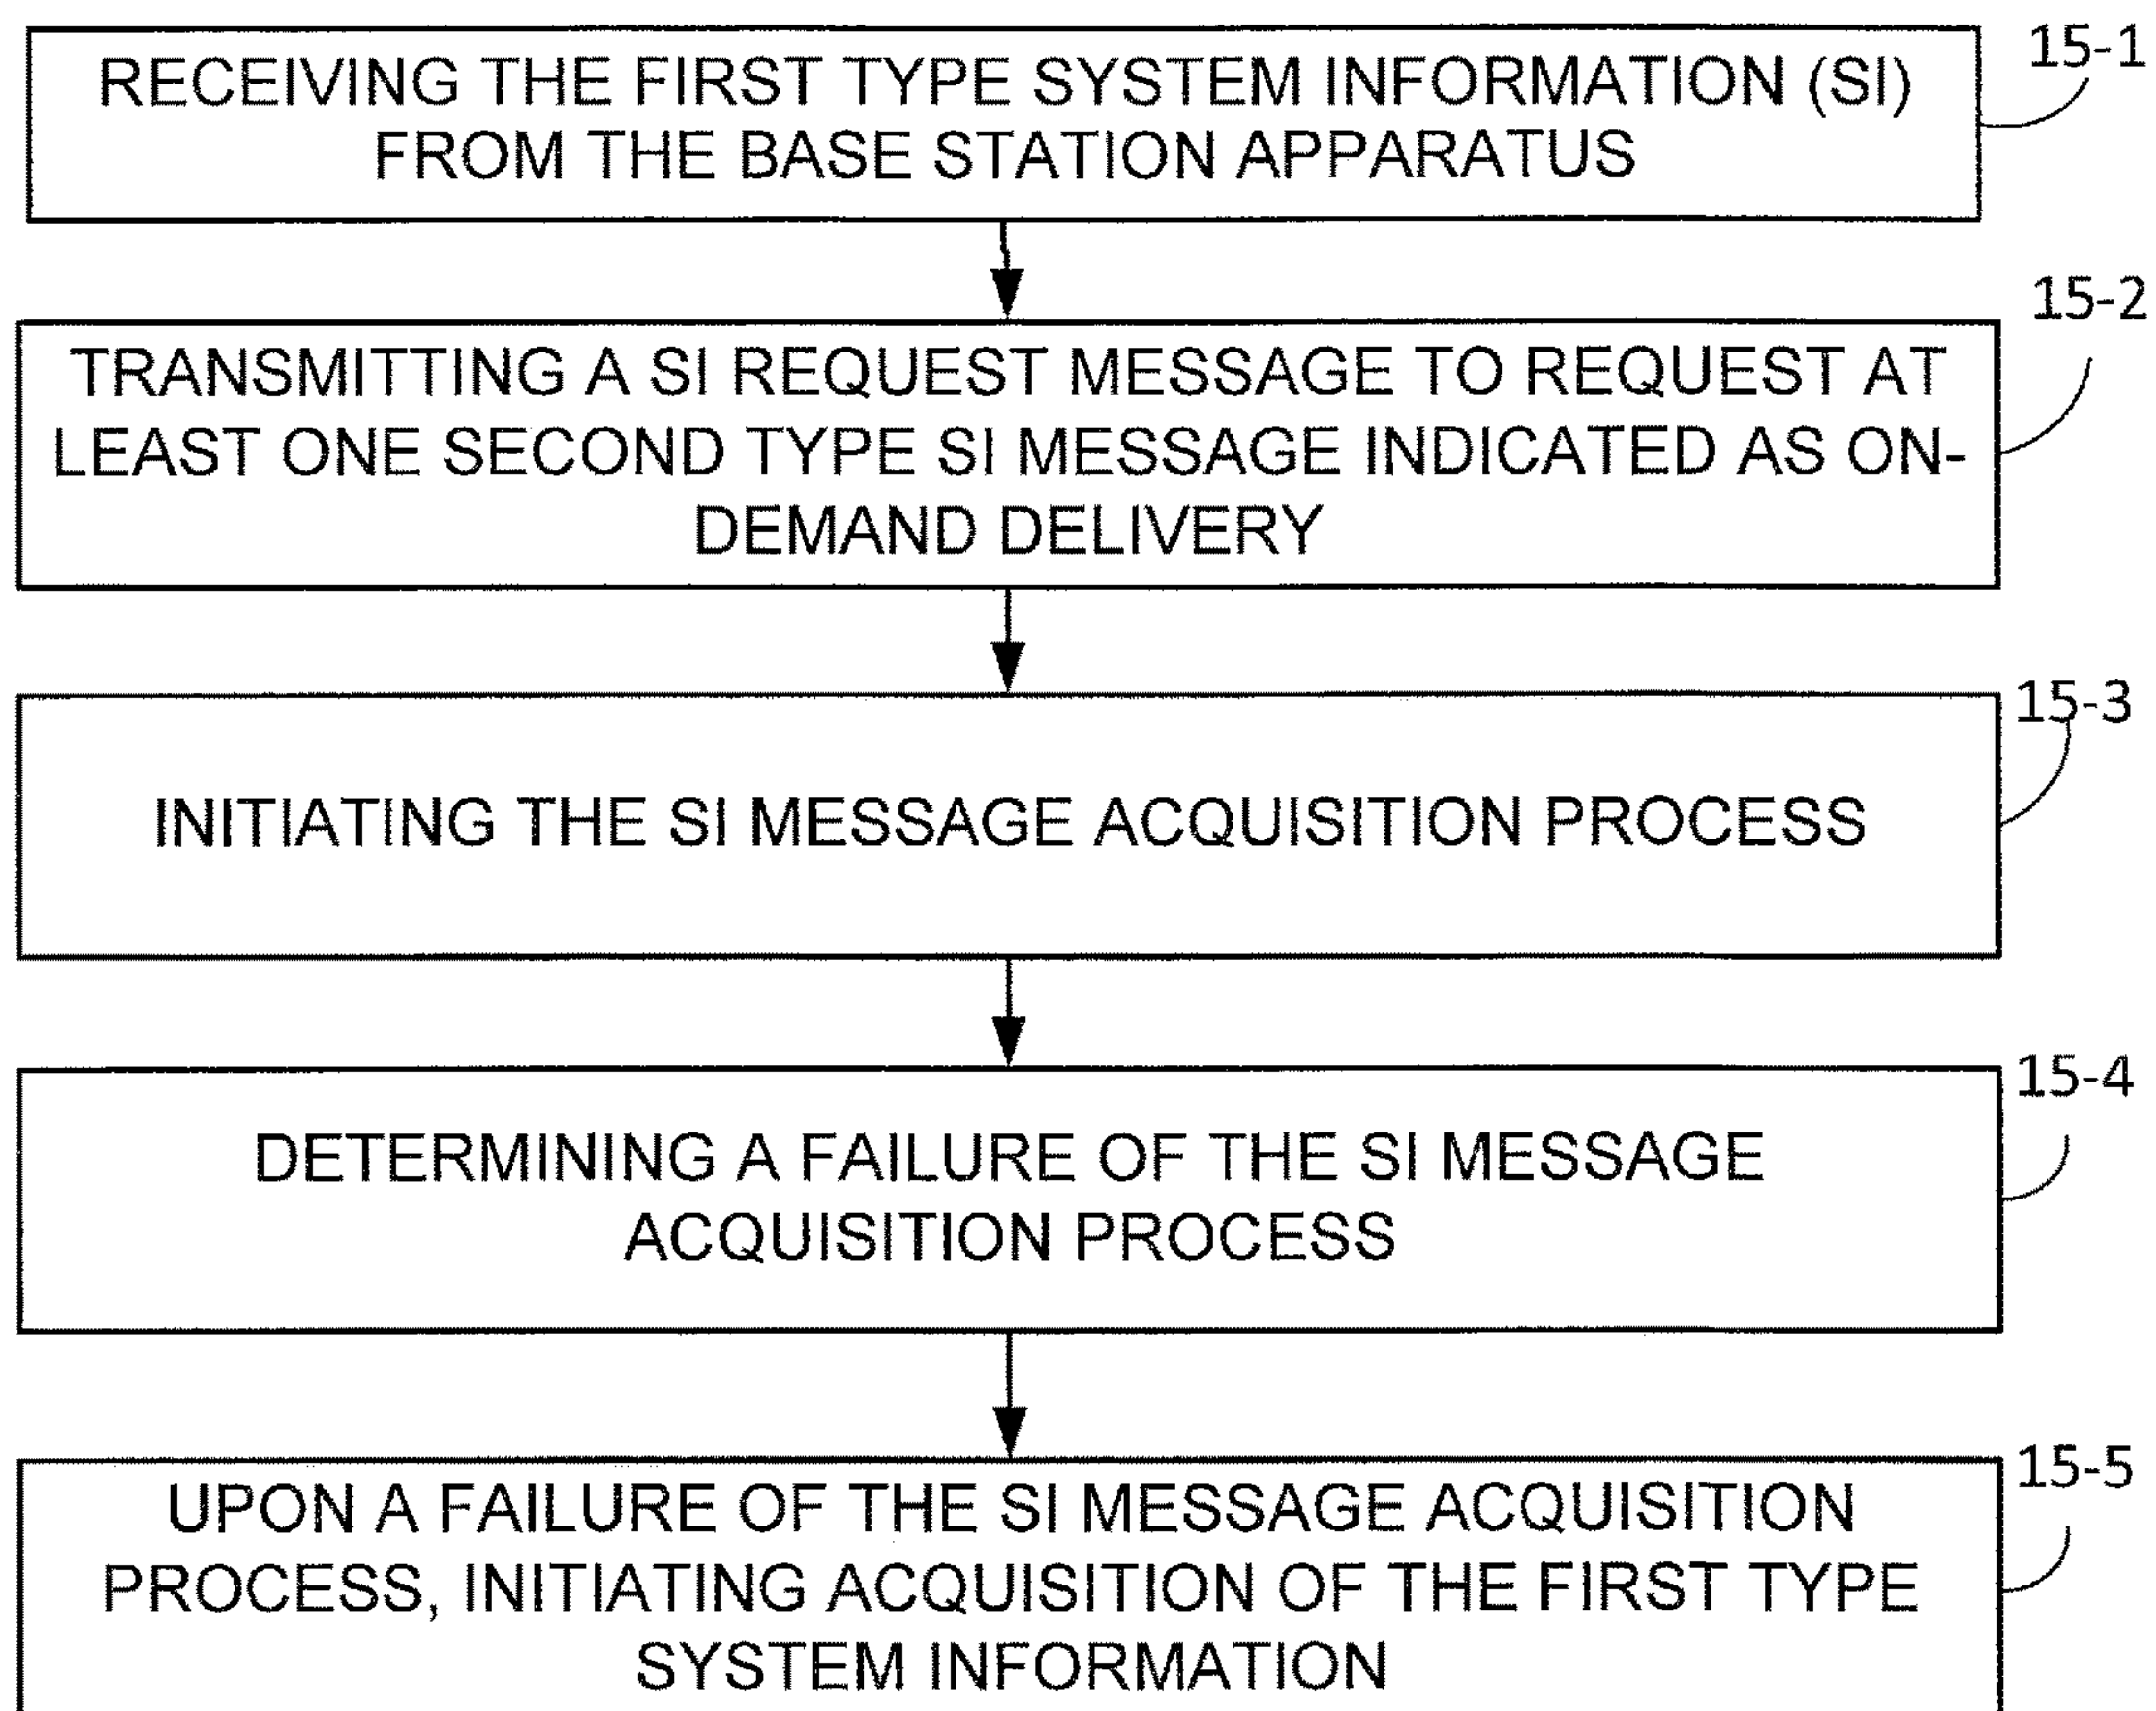 RECEIVING THE FIRST TYPE SYSTEM INFORMATION (SI)
FROM THE BASE STATION APPARATUS
15-1
TRANSMITTING A SI REQUEST MESSAGE TO REQUEST AT
LEAST ONE SECOND TYPE SI MESSAGE INDICATED AS ON-
DEMAND DELIVERY
15-2
INITIATING THE SI MESSAGE ACQUISITION PROCESS
15-3
DETERMINING A FAILURE OF THE SI MESSAGE
ACQUISITION PROCESS
15-4
UPON A FAILURE OF THE SI MESSAGE ACQUISITION
PROCESS, INITIATING ACQUISITION OF THE FIRST TYPE
SYSTEM INFORMATION
15-5